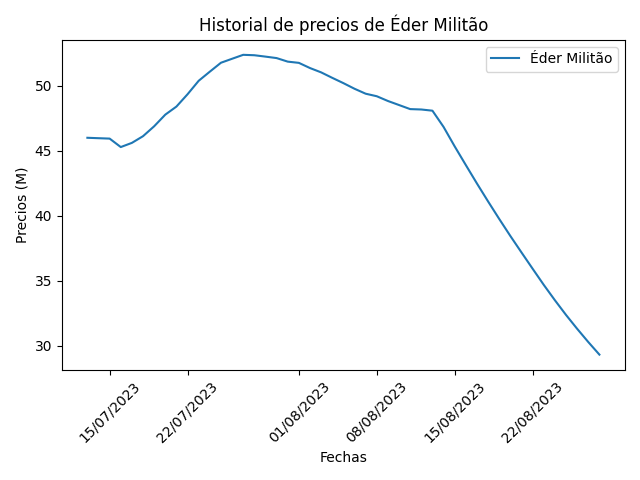 Historial de precios de Éder Militão
Éder Militão
Precios (M)
50
45
40
35
30
15/07/2023
22/07/2023
01/08/2023
08/08/2023
15/08/2023
22/08/2023
Fechas